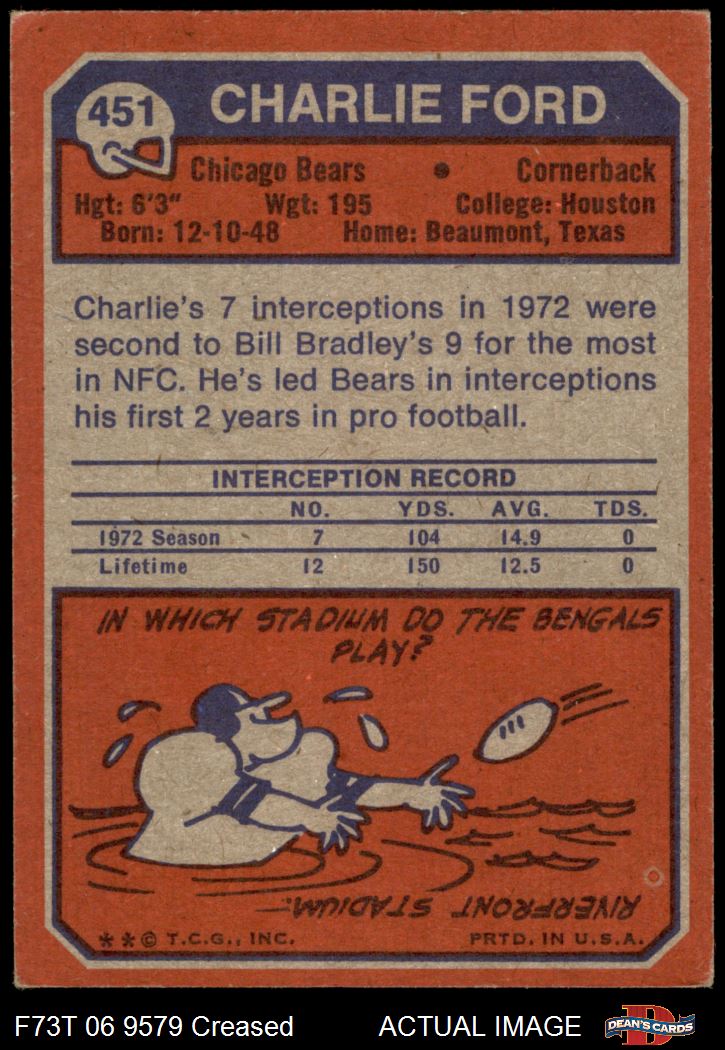 451
CHARLIE FORD
Chicago Bears • Cornerback
Hgt: 6'3" Wgt: 195 College: Houston
Born: 12-10-48 Home: Beaumont, Texas
Charlie's 7 interceptions in 1972 were
second to Bill Bradley's 9 for the most
in NFC. He's led Bears in interceptions
his first 2 years in pro football.
INTERCEPTION RECORD
NO. YDS. AVG. TDS.
1972 Season 7 104 14.9 0
Lifetime 12 150 12.5 0
IN WHICH STADIUM DO THE BENGALS
PLAY?
RIVERFRONT
STADIUM.
**© T.C.G., INC. PRTD. IN U.S.A.
F73T 06 9579 Creased ACTUAL IMAGE
D
DEAN'S CARDS